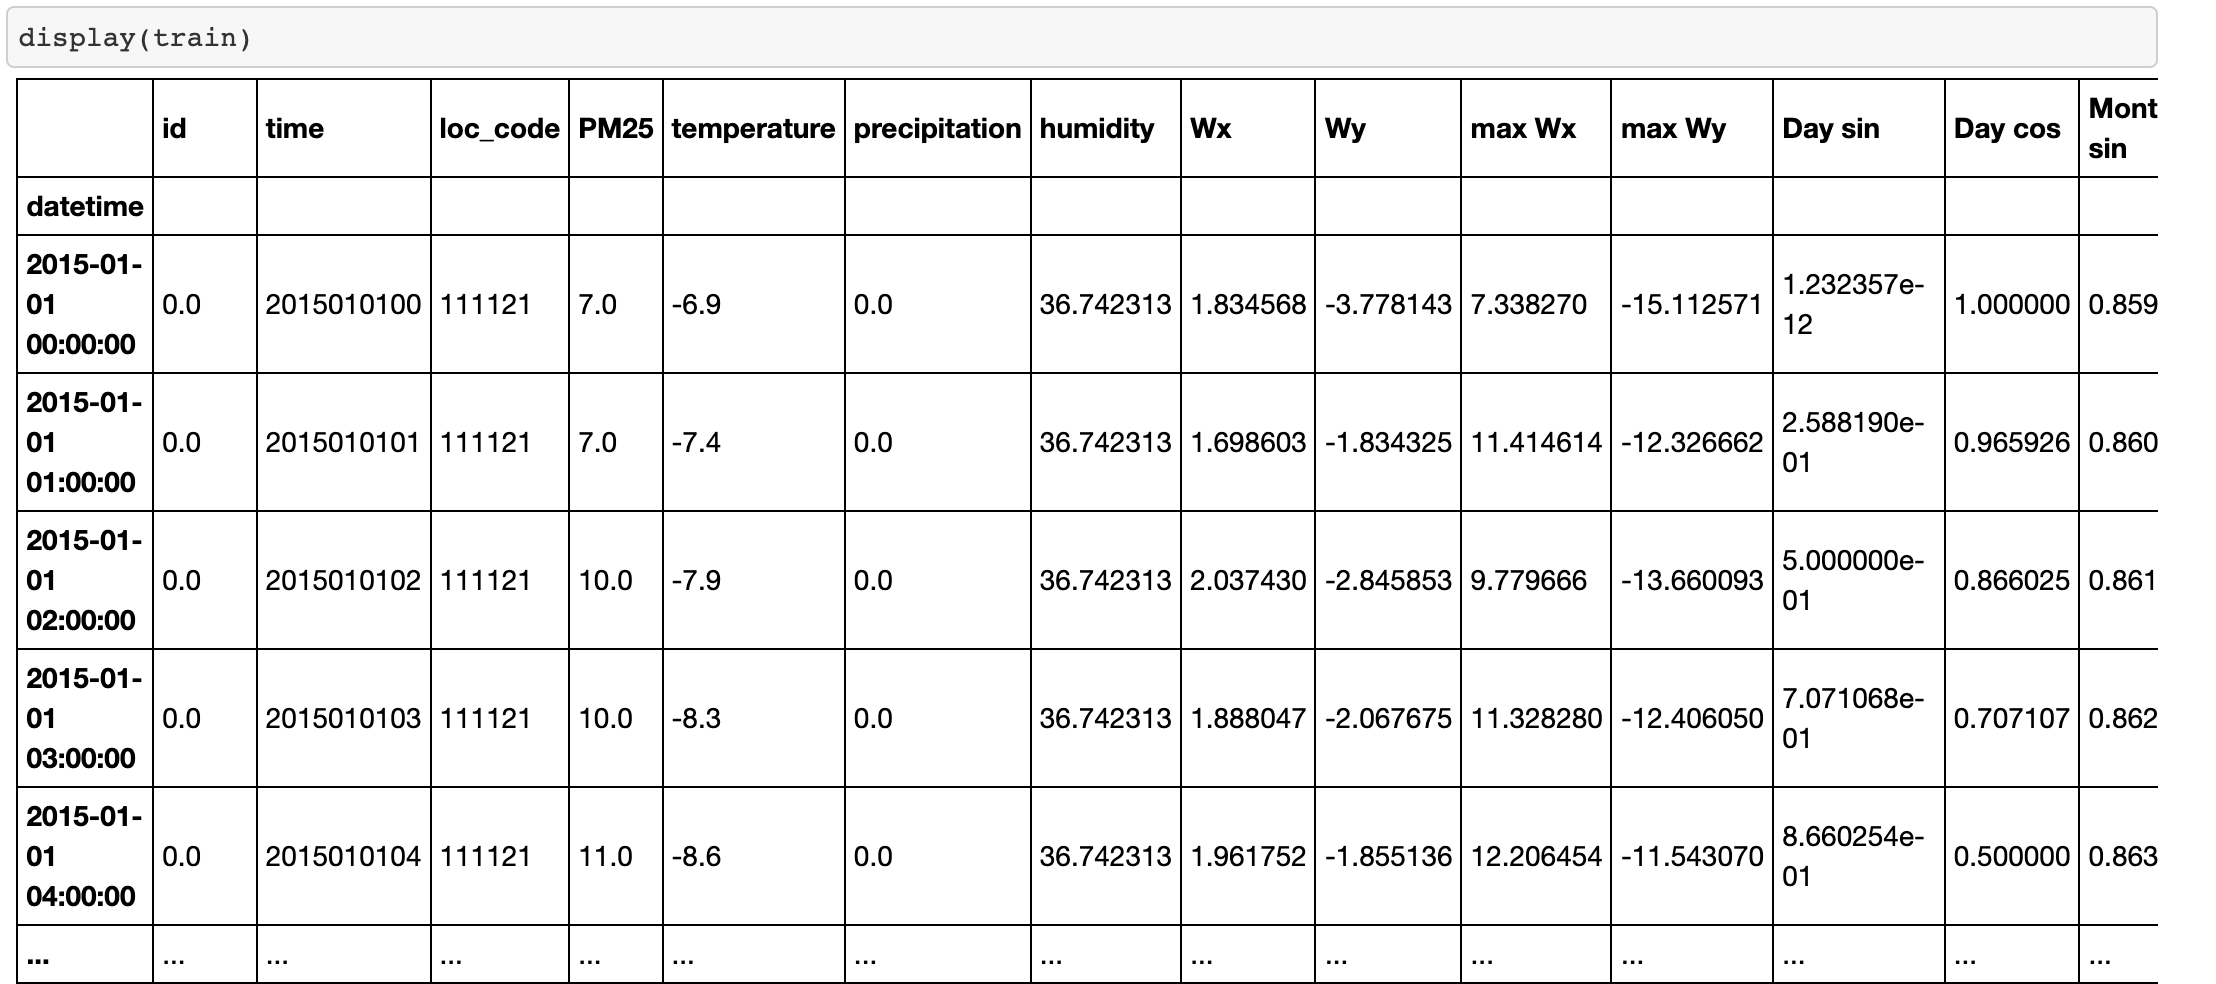 display(train)
id time loc_code PM25 temperature precipitation humidity Wx Wy max Wx max Wy Day sin Day cos Mont sin
datetime
2015-01-01 00:00:00 0.0 2015010100 111121 7.0 -6.9 0.0 36.742313 1.834568 -3.778143 7.338270 -15.112571 1.232357e-12 1.000000 0.859
2015-01-01 01:00:00 0.0 2015010101 111121 7.0 -7.4 0.0 36.742313 1.698603 -1.834325 11.414614 -12.326662 2.588190e-01 0.965926 0.860
2015-01-01 02:00:00 0.0 2015010102 111121 10.0 -7.9 0.0 36.742313 2.037430 -2.845853 9.779666 -13.660093 5.000000e-01 0.866025 0.861
2015-01-01 03:00:00 0.0 2015010103 111121 10.0 -8.3 0.0 36.742313 1.888047 -2.067675 11.328280 -12.406050 7.071068e-01 0.707107 0.862
2015-01-01 04:00:00 0.0 2015010104 111121 11.0 -8.6 0.0 36.742313 1.961752 -1.855136 12.206454 -11.543070 8.660254e-01 0.500000 0.863
... ... ... ... ... ... ... ... ... ... ... ... ... ... ...